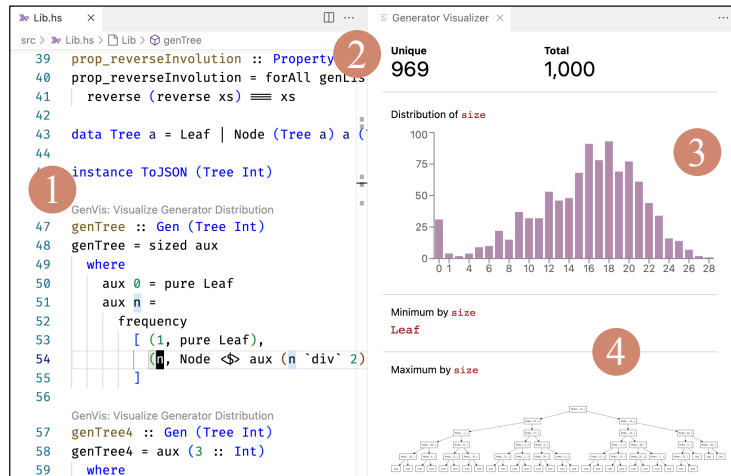 Lib.hs ×
src > Lib.hs > Lib > genTree
39 prop_reverseInvolution :: Property
40 prop_reverseInvolution = forAll genLis
41 reverse (reverse xs) === xs
42
43 data Tree a = Leaf | Node (Tree a) a (
44
instance ToJSON (Tree Int)
GenVis: Visualize Generator Distribution
47 genTree :: Gen (Tree Int)
48 genTree = sized aux
49 where
50 aux 0 = pure Leaf
51 aux n =
52 frequency
53 [ (1, pure Leaf),
54 (n, Node <$> aux (n `div` 2)
55 ]
56
GenVis: Visualize Generator Distribution
57 genTree4 :: Gen (Tree Int)
58 genTree4 = aux (3 :: Int)
59 where
1
2
Generator Visualizer ×
Unique Total
969 1,000
Distribution of size
3
100
75
50
25
0
0 1 4 6 8 10 12 14 16 18 20 22 24 26 28
Minimum by size
Leaf
4
Maximum by size